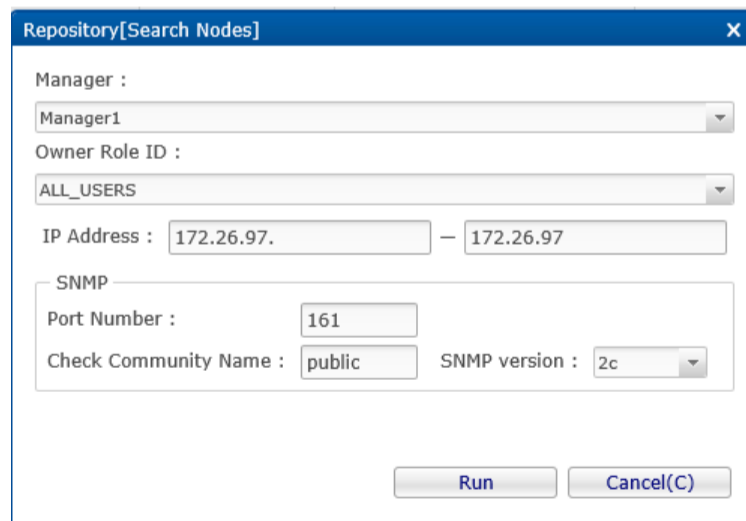 Repository[Search Nodes]
Manager :
Manager1
Owner Role ID :
ALL_USERS
IP Address : 172.26.97. — 172.26.97
SNMP
Port Number : 161
Check Community Name : public SNMP version : 2c
Run Cancel(C)